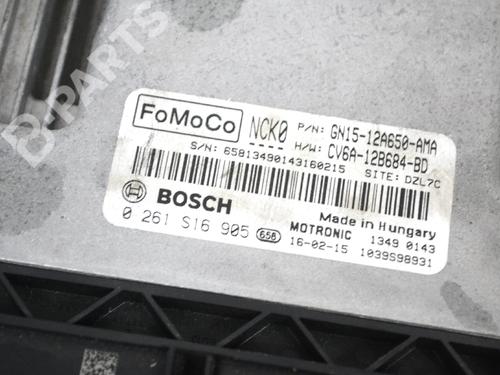 B-PARTS
FoMoCo NCK0 P/N: GN15-12A650-AMA
H/W: CV6A-12B684-BD
S/N: 65813490143160215 SITE: DZL7C
BOSCH
Made in Hungary
0 261 S16 905 658 MOTRONIC 1349 0143
16-02-15 1039S98931